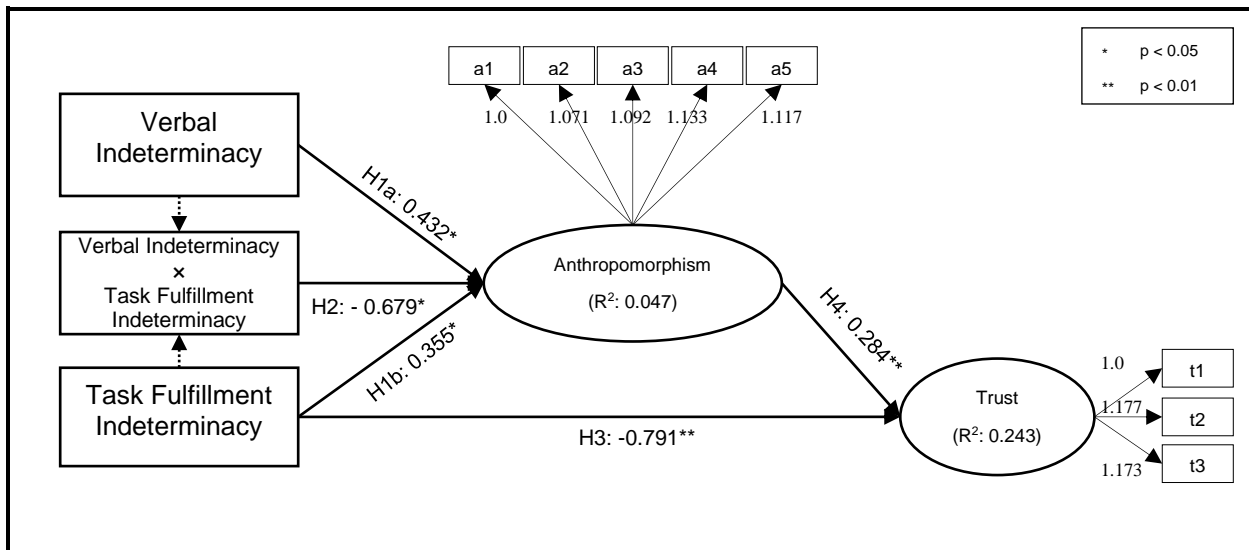 a1
a2
a3
a4
a5
* p < 0.05
** p < 0.01
1.0
1.071
1.092
1.133
1.117
Verbal
Indeterminacy
H1a: 0.432*
Verbal Indeterminacy
×
Task Fulfillment
Indeterminacy
H2: - 0.679*
Anthropomorphism
(R²: 0.047)
H1b: 0.355*
H4: 0.284**
Task Fulfillment
Indeterminacy
H3: -0.791**
Trust
(R²: 0.243)
1.0
1.177
1.173
t1
t2
t3